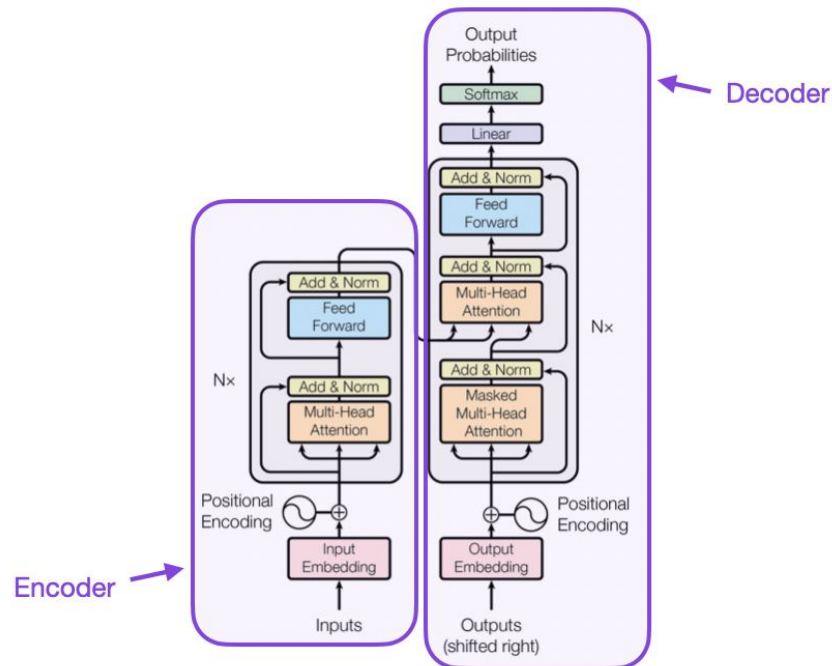 Output
Probabilities
Softmax
Linear
Add & Norm
Feed
Forward
Add & Norm
Multi-Head
Attention
Add & Norm
Masked
Multi-Head
Attention
N×
Positional
Encoding
Output
Embedding
Outputs
(shifted right)
Decoder
Add & Norm
Feed
Forward
Add & Norm
Multi-Head
Attention
N×
Positional
Encoding
Input
Embedding
Inputs
Encoder